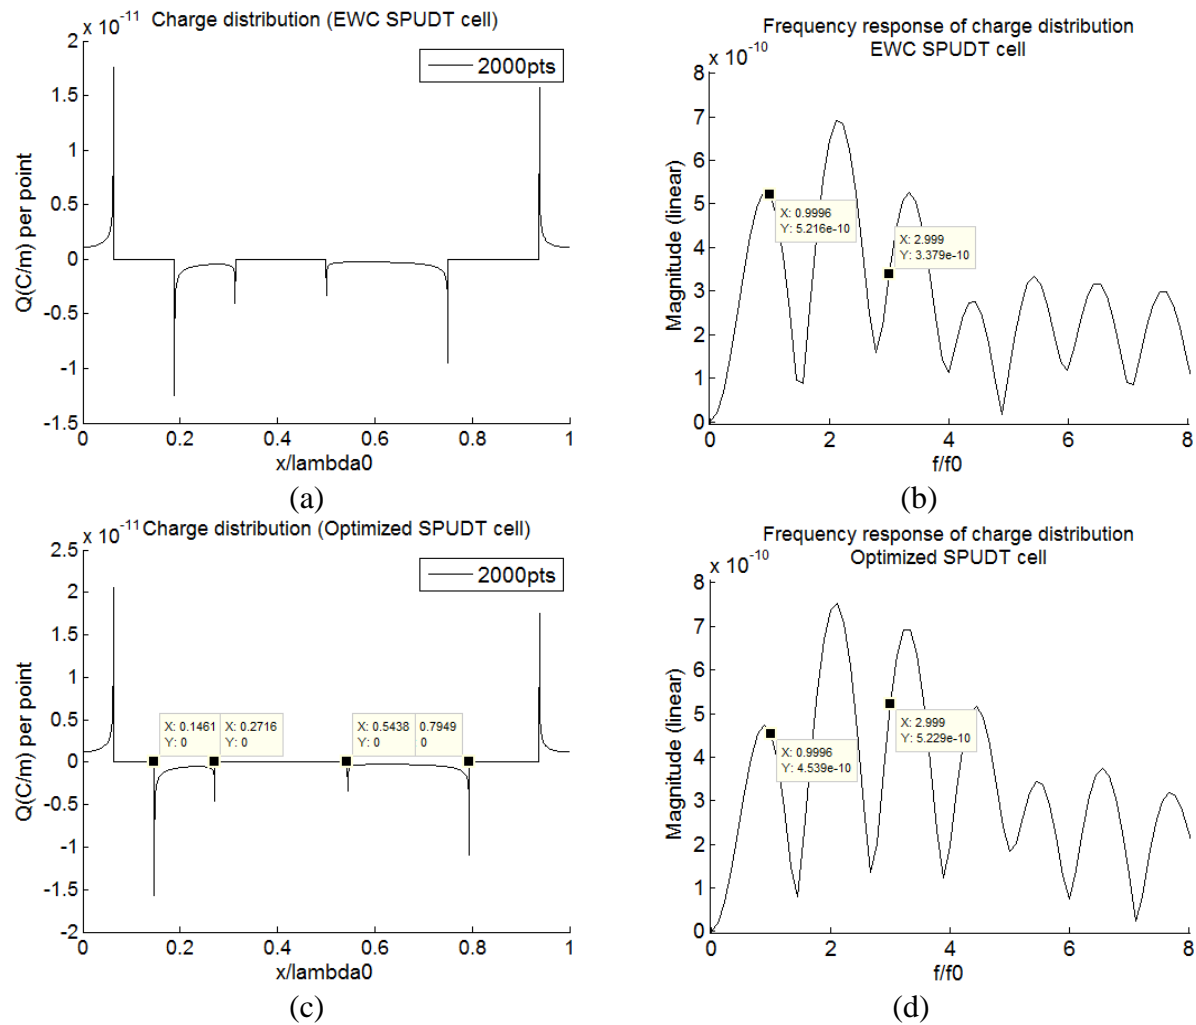 x 10^-11 Charge distribution (EWC SPUDT cell)
2
1.5
1
0.5
0
-0.5
-1
-1.5
Q(C/m) per point
2000pts
0 0.2 0.4 0.6 0.8 1
x/lambda0
(a)
Frequency response of charge distribution
EWC SPUDT cell
x 10^-10
8
7
6
5
4
3
2
1
0
Magnitude (linear)
X: 0.9996
Y: 5.216e-10
X: 2.999
Y: 3.379e-10
0 2 4 6 8
f/f0
(b)
x 10^-11 Charge distribution (Optimized SPUDT cell)
2.5
2
1.5
1
0.5
0
-0.5
-1
-1.5
-2
Q(C/m) per point
2000pts
X: 0.1461
Y: 0
X: 0.2716
Y: 0
X: 0.5438
Y: 0
0.7949
0
0 0.2 0.4 0.6 0.8 1
x/lambda0
(c)
Frequency response of charge distribution
Optimized SPUDT cell
x 10^-10
8
7
6
5
4
3
2
1
0
Magnitude (linear)
X: 0.9996
Y: 4.539e-10
X: 2.999
Y: 5.229e-10
0 2 4 6 8
f/f0
(d)